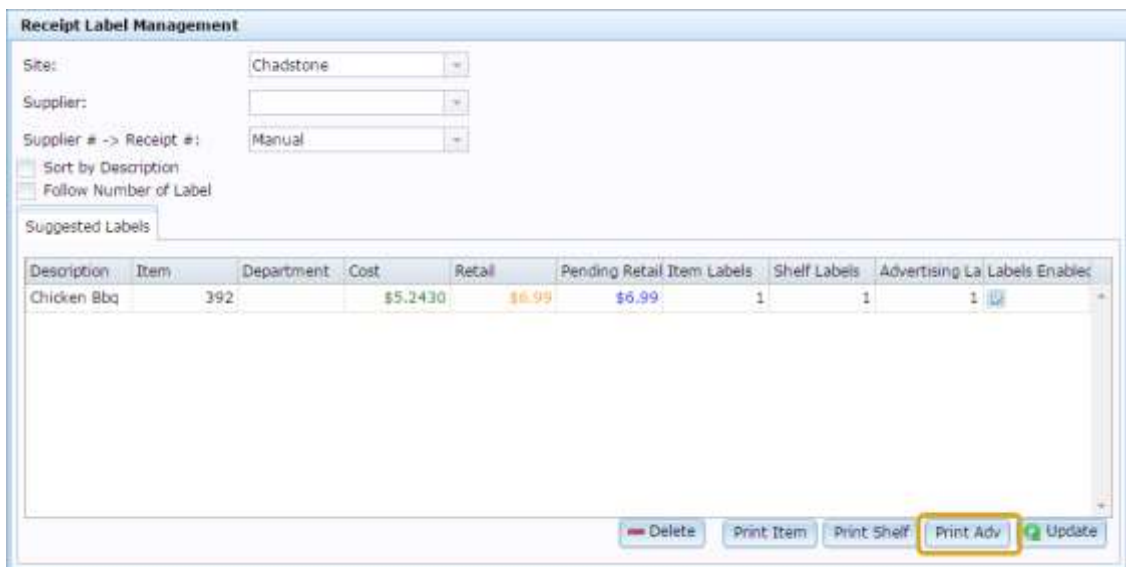 Receipt Label Management
Site: Chadstone
Supplier:
Supplier # -> Receipt #: Manual
Sort by Description
Follow Number of Label
Suggested Labels
Description Item Department Cost Retail Pending Retail Item Labels Shelf Labels Advertising La Labels Enabled
Chicken Bbq 392 $5.2430 $6.99 $6.99 1 1 1
Delete Print Item Print Shelf Print Adv Update